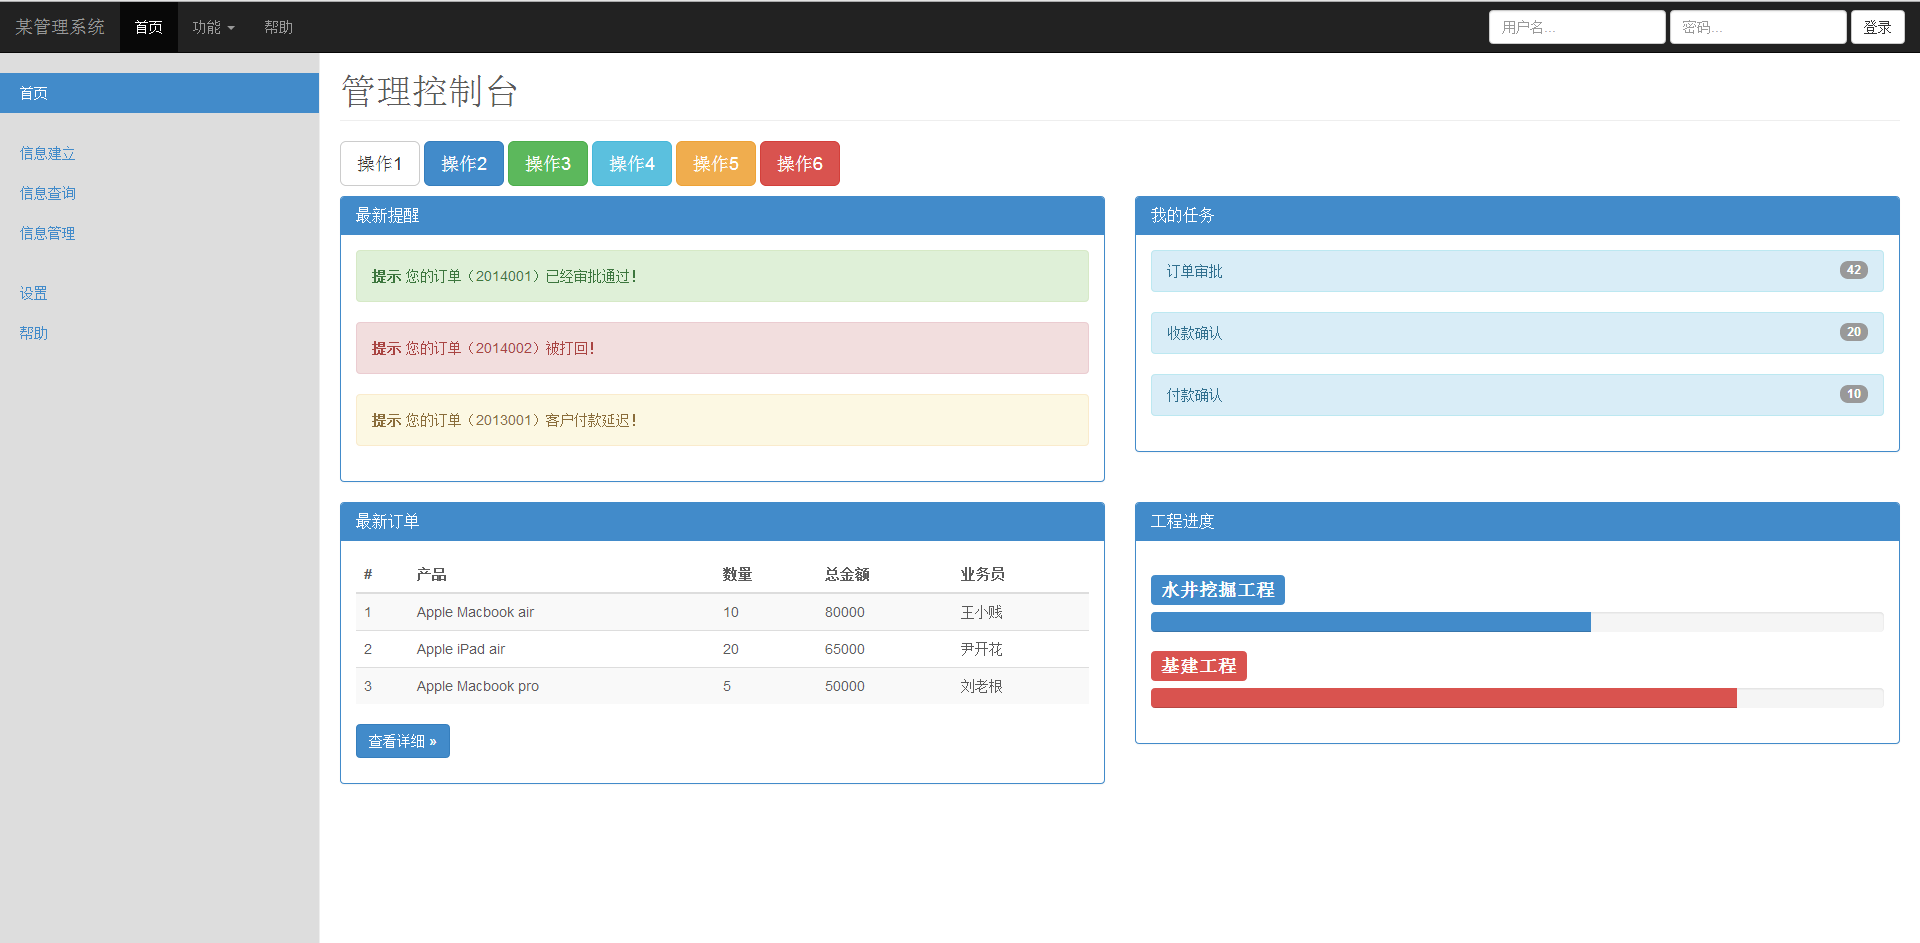 某管理系统 首页 功能 帮助 用户名... 密码... 登录
首页
信息建立
信息查询
信息管理
设置
帮助
管理控制台
操作1 操作2 操作3 操作4 操作5 操作6
最新提醒
提示 您的订单（2014001）已经审批通过！
提示 您的订单（2014002）被打回！
提示 您的订单（2013001）客户付款延迟！
我的任务
订单审批 42
收款确认 20
付款确认 10
最新订单
# 产品 数量 总金额 业务员
1 Apple Macbook air 10 80000 王小贱
2 Apple iPad air 20 65000 尹开花
3 Apple Macbook pro 5 50000 刘老根
查看详细 »
工程进度
水井挖掘工程
基建工程